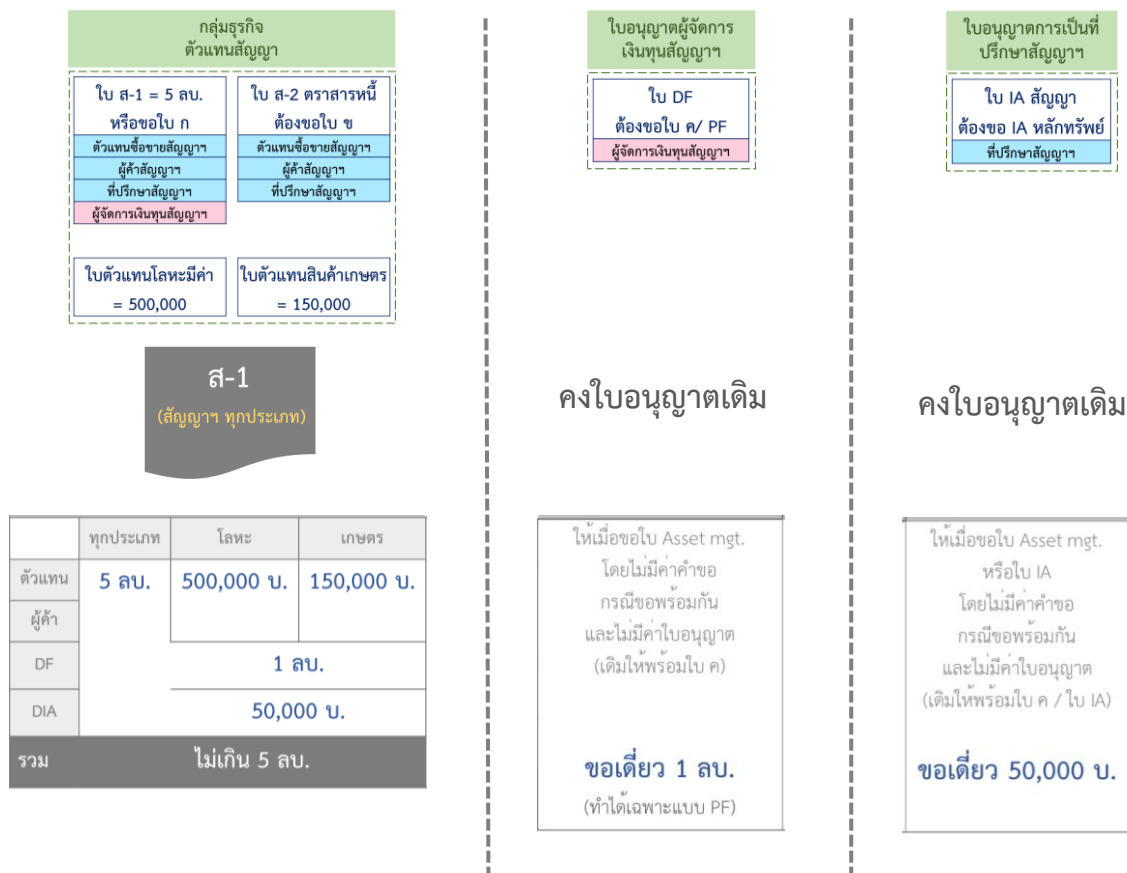 กลุ่มธุรกิจ
ตัวแทนสัญญา
ใบ ส-1 = 5 ลบ.
หรือขอใบ ก
ตัวแทนซื้อขายสัญญาฯ
ผู้ค้าสัญญาฯ
ที่ปรึกษาสัญญาฯ
ผู้จัดการเงินทุนสัญญาฯ
ใบ ส-2 ตราสารหนี้
ต้องขอใบ ข
ตัวแทนซื้อขายสัญญาฯ
ผู้ค้าสัญญาฯ
ที่ปรึกษาสัญญาฯ
ใบตัวแทนโลหะมีค่า
= 500,000
ใบตัวแทนสินค้าเกษตร
= 150,000
ส-1
(สัญญาฯ ทุกประเภท)
ทุกประเภท โลหะ เกษตร
ตัวแทน 5 ลบ. 500,000 บ. 150,000 บ.
ผู้ค้า
DF 1 ลบ.
DIA 50,000 บ.
รวม ไม่เกิน 5 ลบ.
ใบอนุญาตผู้จัดการ
เงินทุนสัญญาฯ
ใบ DF
ต้องขอใบ ค/ PF
ผู้จัดการเงินทุนสัญญาฯ
คงใบอนุญาตเดิม
ให้เมื่อขอใบ Asset mgt.
โดยไม่มีค่าคำขอ
กรณีขอพร้อมกัน
และไม่มีค่าใบอนุญาต
(เดิมให้พร้อมใบ ค)
ขอเดี่ยว 1 ลบ.
(ทำได้เฉพาะแบบ PF)
ใบอนุญาตการเป็นที่
ปรึกษาสัญญาฯ
ใบ IA สัญญา
ต้องขอ IA หลักทรัพย์
ที่ปรึกษาสัญญาฯ
คงใบอนุญาตเดิม
ให้เมื่อขอใบ Asset mgt.
หรือใบ IA
โดยไม่มีค่าคำขอ
กรณีขอพร้อมกัน
และไม่มีค่าใบอนุญาต
(เดิมให้พร้อมใบ ค / ใบ IA)
ขอเดี่ยว 50,000 บ.